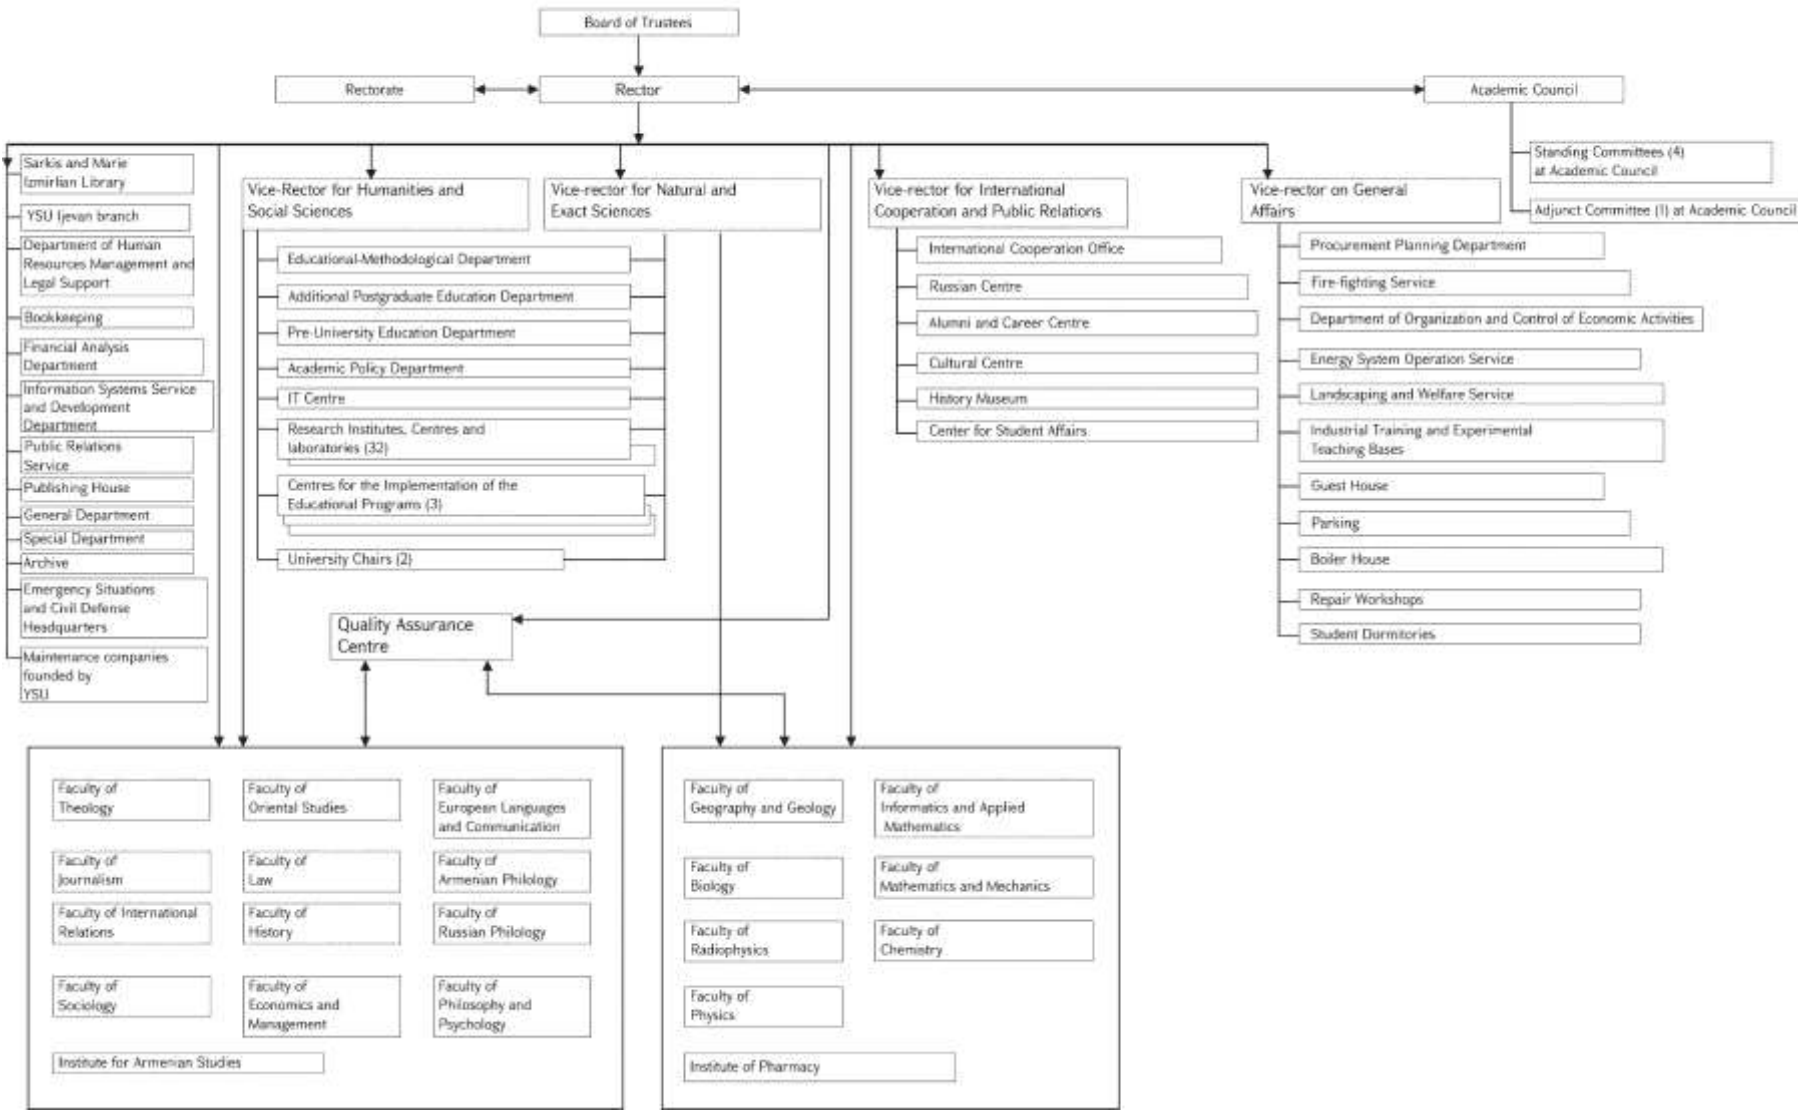 Board of Trustees
Rectorate
Rector
Academic Council
Standing Committees (4)
at Academic Council
Adjunct Committee (1) at Academic Council
Sarkis and Marie
Izmirlian Library
YSU Ijevan branch
Department of Human
Resources Management and
Legal Support
Bookkeeping
Financial Analysis
Department
Information Systems Service
and Development
Department
Public Relations
Service
Publishing House
General Department
Special Department
Archive
Emergency Situations
and Civil Defense
Headquarters
Maintenance companies
founded by
YSU
Vice-Rector for Humanities and
Social Sciences
Vice-rector for Natural and
Exact Sciences
Educational-Methodological Department
Additional Postgraduate Education Department
Pre-University Education Department
Academic Policy Department
IT Centre
Research Institutes, Centres and
laboratories (32)
Centres for the Implementation of the
Educational Programs (3)
University Chairs (2)
Vice-rector for International
Cooperation and Public Relations
International Cooperation Office
Russian Centre
Alumni and Career Centre
Cultural Centre
History Museum
Center for Student Affairs
Vice-rector on General
Affairs
Procurement Planning Department
Fire-fighting Service
Department of Organization and Control of Economic Activities
Energy System Operation Service
Landscaping and Welfare Service
Industrial Training and Experimental
Teaching Bases
Guest House
Parking
Boiler House
Repair Workshops
Student Dormitories
Quality Assurance
Centre
Faculty of
Theology
Faculty of
Oriental Studies
Faculty of
European Languages
and Communication
Faculty of
Journalism
Faculty of
Law
Faculty of
Armenian Philology
Faculty of International
Relations
Faculty of
History
Faculty of
Russian Philology
Faculty of
Sociology
Faculty of
Economics and
Management
Faculty of
Philosophy and
Psychology
Institute for Armenian Studies
Faculty of
Geography and Geology
Faculty of
Informatics and Applied
Mathematics
Faculty of
Biology
Faculty of
Mathematics and Mechanics
Faculty of
Radiophysics
Faculty of
Chemistry
Faculty of
Physics
Institute of Pharmacy